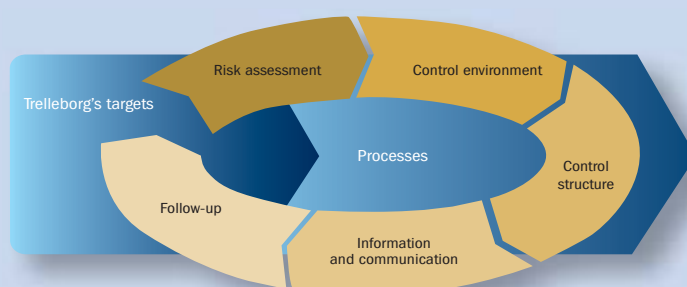 Risk assessment
Control environment
Trelleborg's targets
Processes
Control
structure
Follow-up
Information
and communication